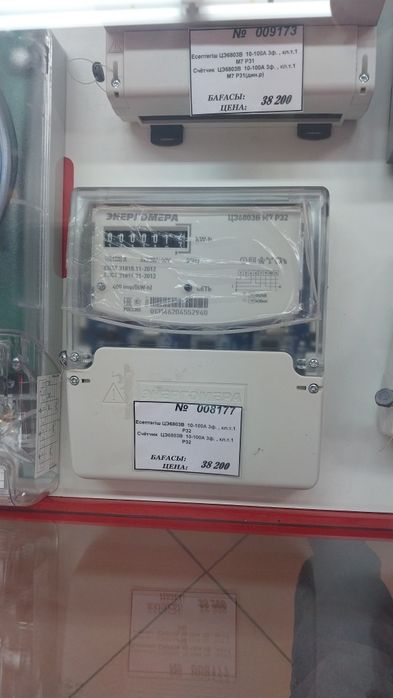 № 009173
Есептегіш ЦЭ6803В 10-100А 3ф. , кл.т.1
М7 Р31
Счётчик ЦЭ6803В 10-100А 3ф. , кл.т.1
М7 Р31(дин.р)
БАҒАСЫ:
ЦЕНА: 38 200
ЭНЕРГОМЕРА ЦЭ6803В М7 Р32
РОССИЯ
ЭНЕРГОМЕРА
№ 008177
Есептегіш ЦЭ6803В 10-100А 3ф. , кл.т.1
Р32
Счётчик ЦЭ6803В 10-100А 3ф. , кл.т.1
Р32
БАҒАСЫ:
ЦЕНА: 38 200